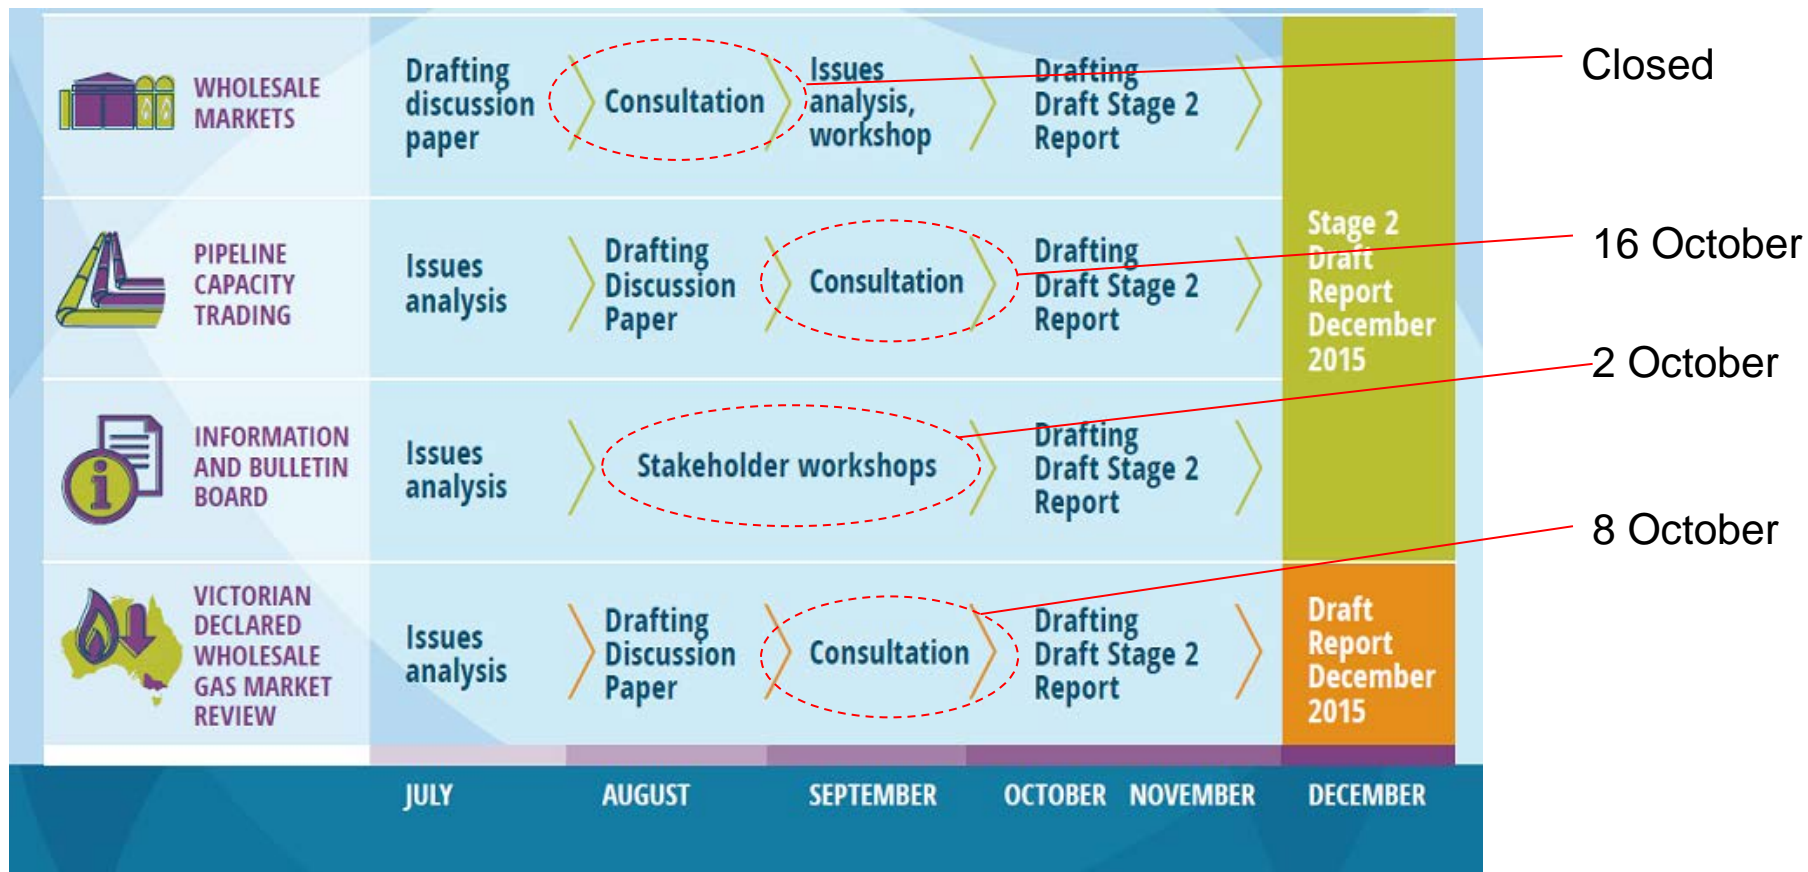 WHOLESALE
MARKETS
Drafting
discussion
paper
Consultation
Issues
analysis,
workshop
Drafting
Draft Stage 2
Report
Closed
PIPELINE
CAPACITY
TRADING
Issues
analysis
Drafting
Discussion
Paper
Consultation
Drafting
Draft Stage 2
Report
Stage 2
Draft
Report
December
2015
16 October
2 October
INFORMATION
AND BULLETIN
BOARD
Issues
analysis
Stakeholder workshops
Drafting
Draft Stage 2
Report
8 October
VICTORIAN
DECLARED
WHOLESALE
GAS MARKET
REVIEW
Issues
analysis
Drafting
Discussion
Paper
Consultation
Drafting
Draft Stage 2
Report
Draft
Report
December
2015
JULY
AUGUST
SEPTEMBER
OCTOBER
NOVEMBER
DECEMBER